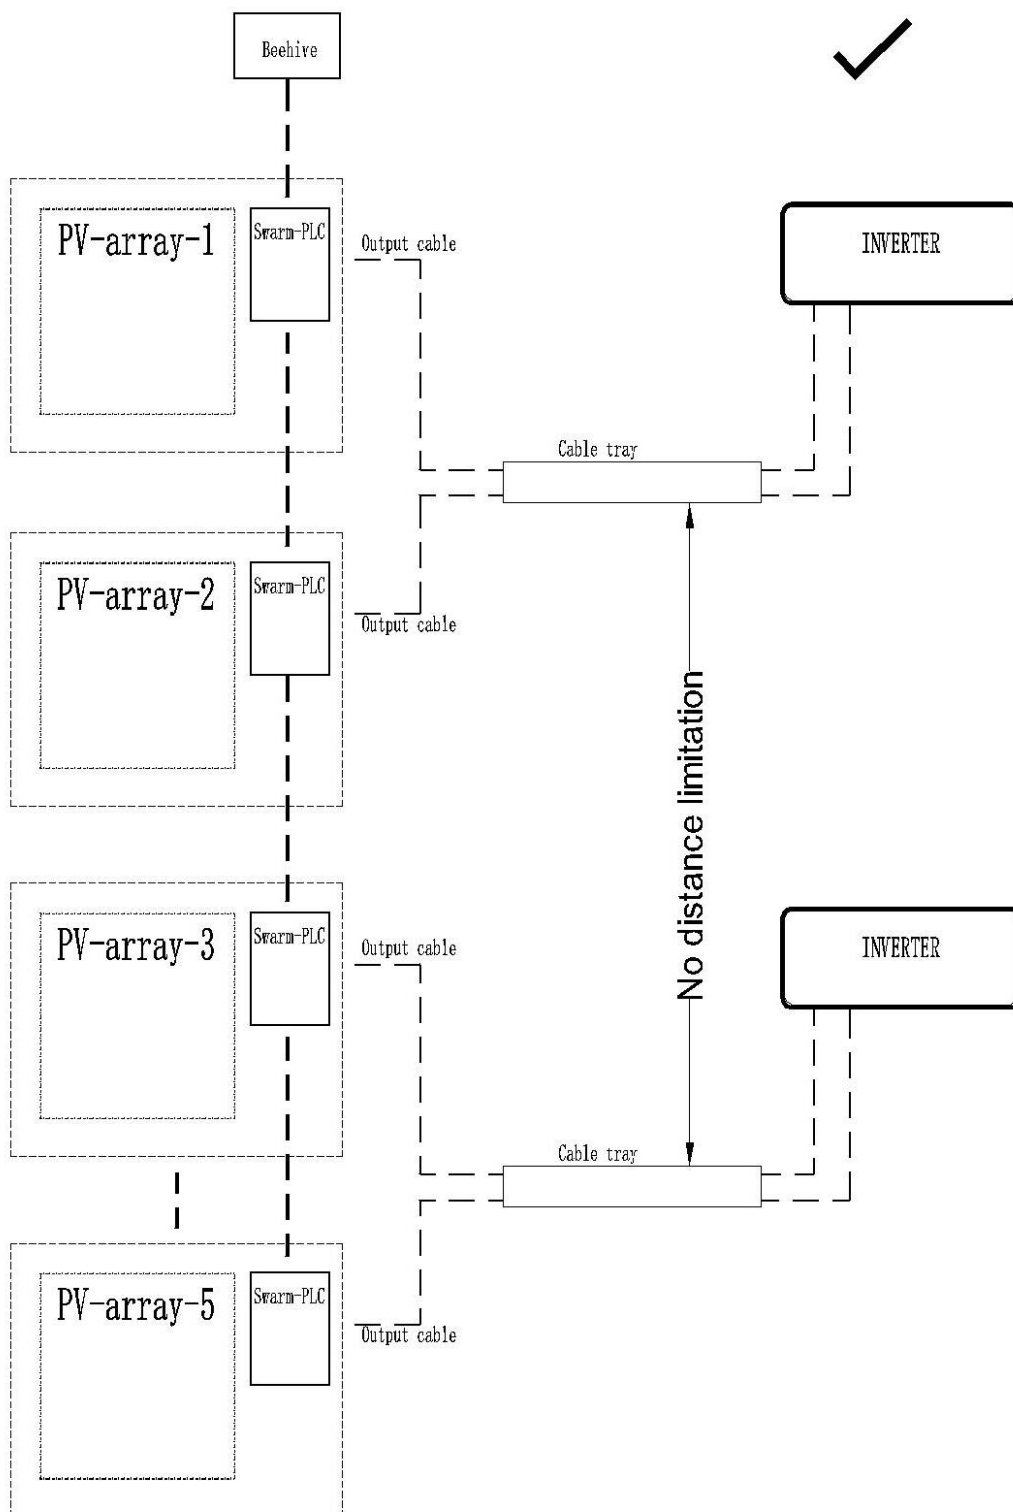 Beehive
PV-array-1
Swarm-PLC
Output cable
INVERTER
Cable tray
PV-array-2
Swarm-PLC
Output cable
No distance limitation
PV-array-3
Swarm-PLC
Output cable
INVERTER
Cable tray
PV-array-5
Swarm-PLC
Output cable